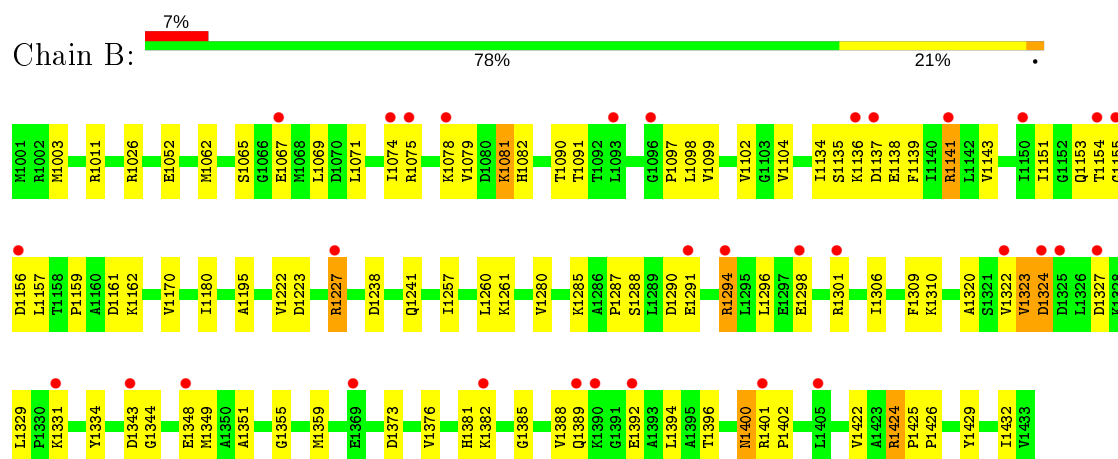 7%
Chain B:
78% 21% •
M1001 R1002 M1003 R1011 R1026 E1052 M1062 S1065 G1066 E1067 M1068 L1069 D1070 L1071 I1074 R1075 K1078 V1079 D1080 K1081 H1082 T1090 T1091 T1092 L1093 G1096 P1097 L1098 V1099 V1102 G1103 V1104 I1134 S1135 K1136 D1137 E1138 F1139 I1140 R1141 L1142 V1143 I1150 I1151 G1152 Q1153 T1154 G1155
D1156 L1157 T1158 P1159 A1160 D1161 K1162 V1170 I1180 A1195 V1222 D1223 R1227 D1238 Q1241 I1257 L1260 K1261 V1280 K1285 A1286 P1287 S1288 L1289 D1290 E1291 R1294 L1295 L1296 E1297 E1298 R1301 I1306 F1309 K1310 A1320 S1321 V1322 V1323 D1324 D1325 L1326 D1327 K1328
L1329 P1330 K1331 Y1334 D1343 G1344 E1348 M1349 A1350 A1351 G1355 M1359 E1369 D1373 V1376 H1381 K1382 G1385 V1388 Q1389 K1390 G1391 E1392 A1393 L1394 A1395 T1396 N1400 R1401 P1402 L1405 V1422 A1423 R1424 P1425 P1426 Y1429 I1432 V1433